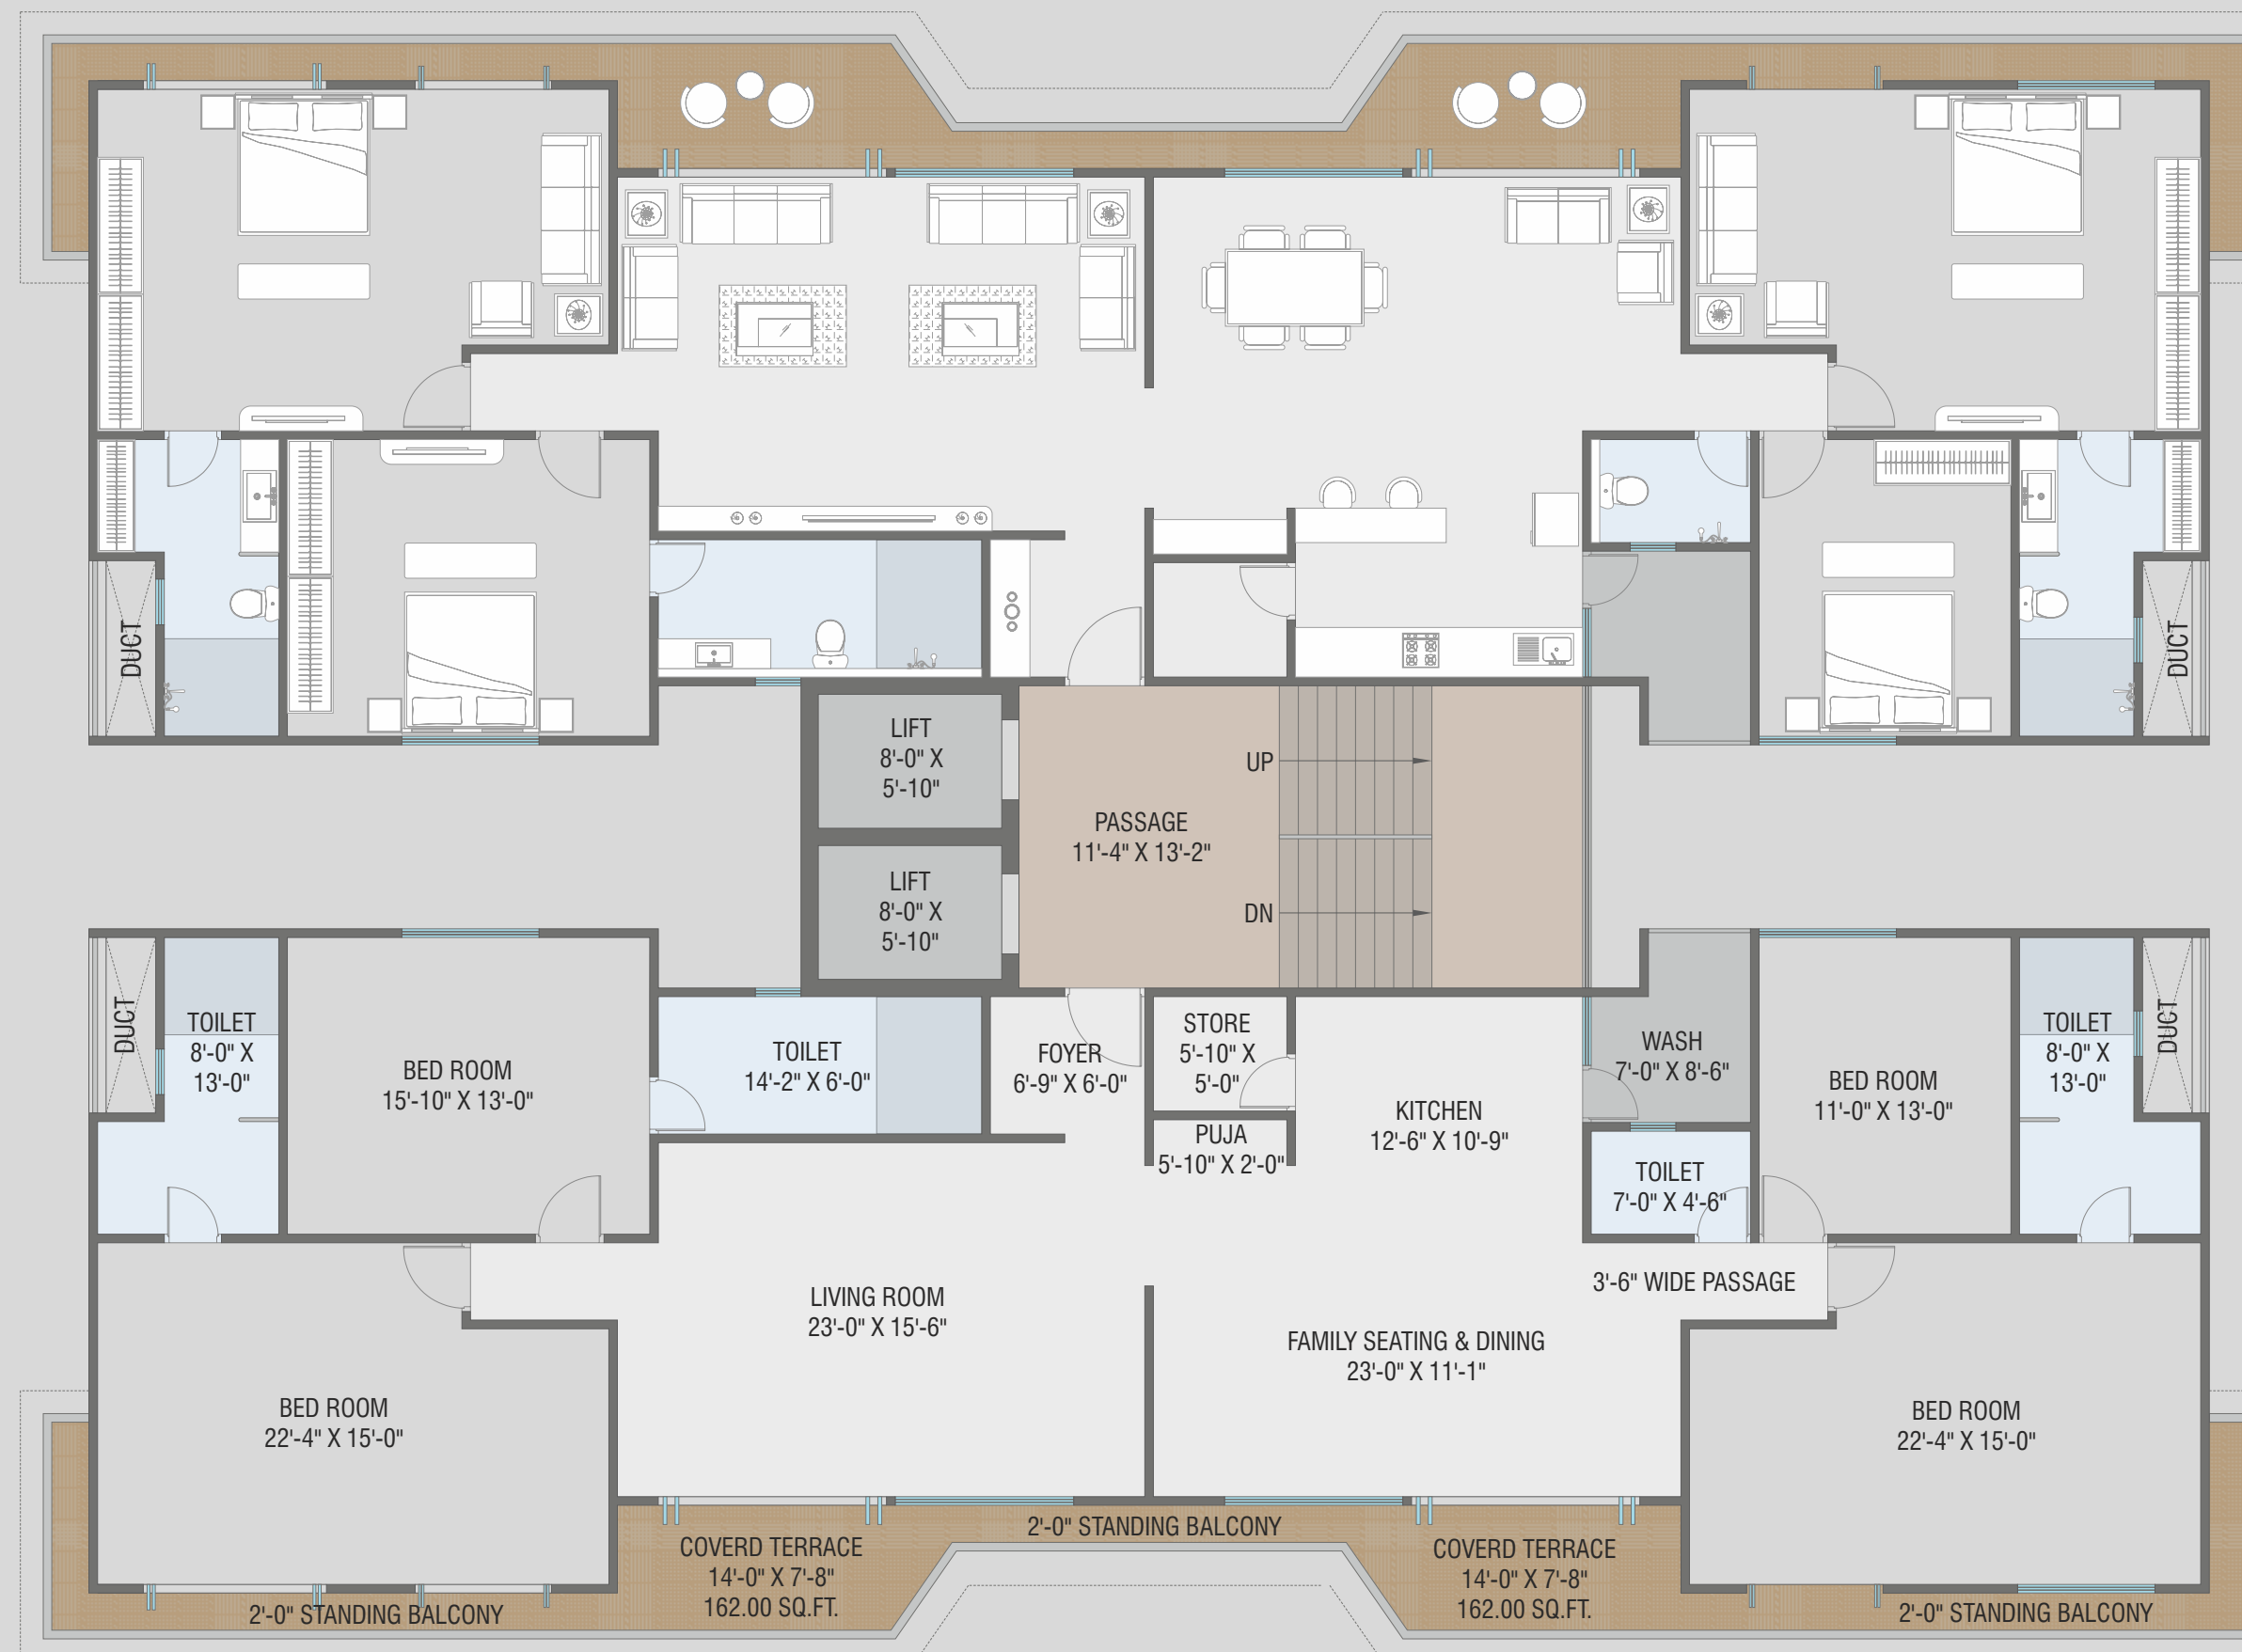 DUCT
DUCT
LIFT
8'-0" X
5'-10"
UP
PASSAGE
11'-4" X 13'-2"
LIFT
8'-0" X
5'-10"
DN
DUCT
TOILET
8'-0" X
13'-0"
BED ROOM
15'-10" X 13'-0"
TOILET
14'-2" X 6'-0"
FOYER
6'-9" X 6'-0"
STORE
5'-10" X
5'-0"
PUJA
5'-10" X 2'-0"
KITCHEN
12'-6" X 10'-9"
WASH
7'-0" X 8'-6"
TOILET
7'-0" X 4'-6"
BED ROOM
11'-0" X 13'-0"
TOILET
8'-0" X
13'-0"
DUCT
3'-6" WIDE PASSAGE
LIVING ROOM
23'-0" X 15'-6"
FAMILY SEATING & DINING
23'-0" X 11'-1"
BED ROOM
22'-4" X 15'-0"
BED ROOM
22'-4" X 15'-0"
2'-0" STANDING BALCONY
COVERD TERRACE
14'-0" X 7'-8"
162.00 SQ.FT.
COVERD TERRACE
14'-0" X 7'-8"
162.00 SQ.FT.
2'-0" STANDING BALCONY
2'-0" STANDING BALCONY